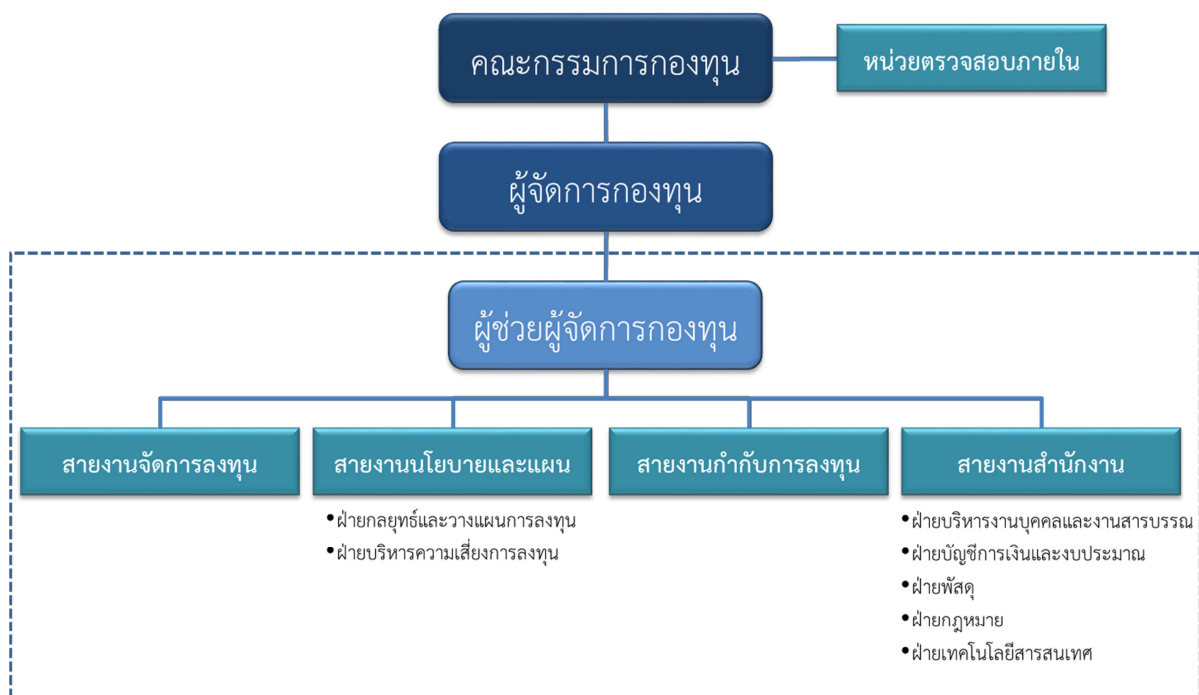 คณะกรรมการกองทุน
หน่วยตรวจสอบภายใน
ผู้จัดการกองทุน
ผู้ช่วยผู้จัดการกองทุน
สายงานจัดการลงทุน
สายงานนโยบายและแผน
สายงานกำกับการลงทุน
สายงานสำนักงาน
•ฝ่ายกลยุทธ์และวางแผนการลงทุน
•ฝ่ายบริหารความเสี่ยงการลงทุน
•ฝ่ายบริหารงานบุคคลและงานสารบรรณ
•ฝ่ายบัญชีการเงินและงบประมาณ
•ฝ่ายพัสดุ
•ฝ่ายกฎหมาย
•ฝ่ายเทคโนโลยีสารสนเทศ